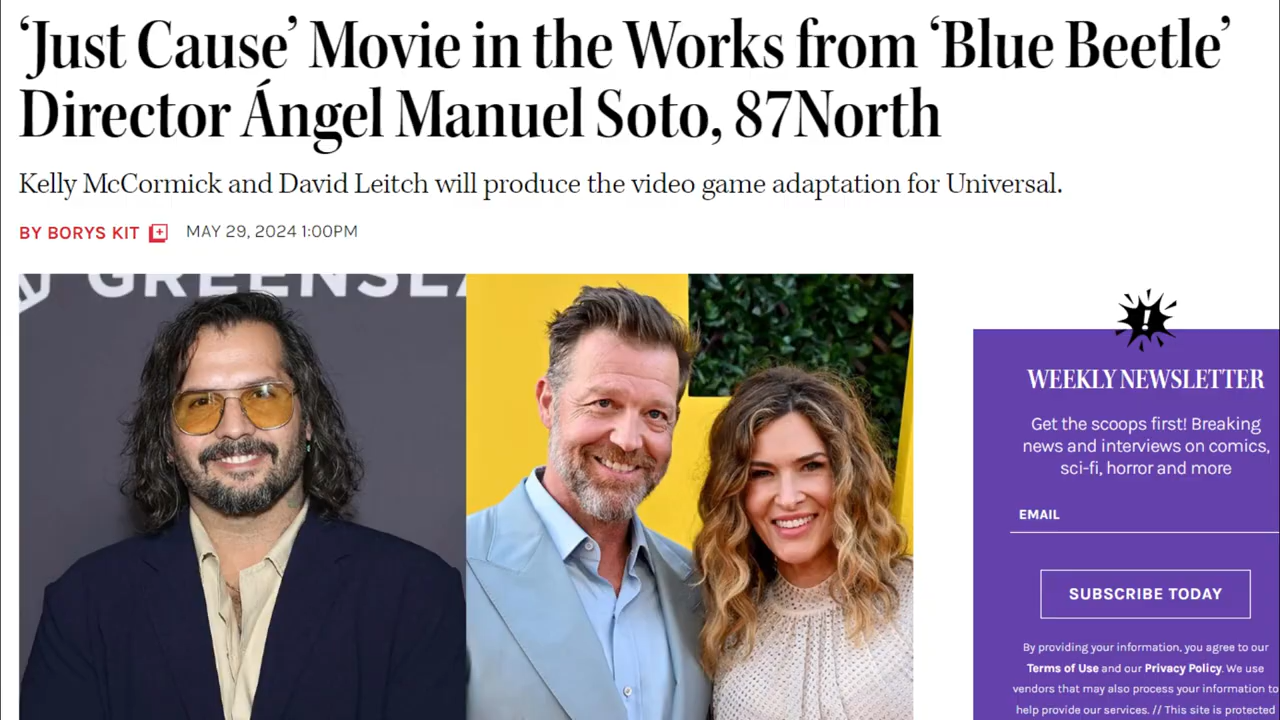 ‘Just Cause’ Movie in the Works from ‘Blue Beetle’
Director Ángel Manuel Soto, 87North
Kelly McCormick and David Leitch will produce the video game adaptation for Universal.
BY BORYS KIT MAY 29, 2024 1:00PM
GREENSLA
!
WEEKLY NEWSLETTER
Get the scoops first! Breaking
news and interviews on comics,
sci-fi, horror and more
EMAIL
SUBSCRIBE TODAY
By providing your information, you agree to our
Terms of Use and our Privacy Policy. We use
vendors that may also process your information to
help provide our services. // This site is protected